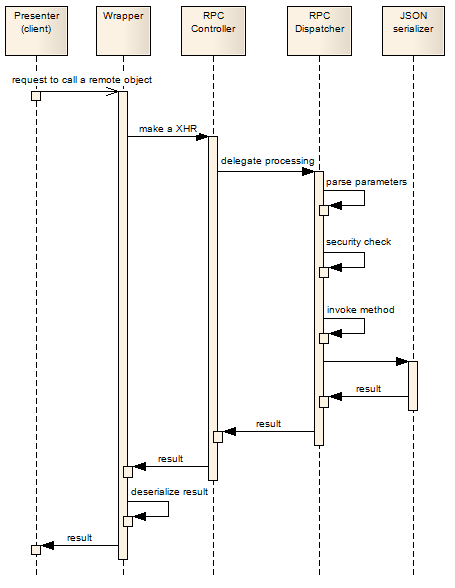 Presenter
(client)
Wrapper
RPC
Controller
RPC
Dispatcher
JSON
serializer
request to call a remote object
make a XHR
delegate processing
parse parameters
security check
invoke method
result
result
result
deserialize result
result